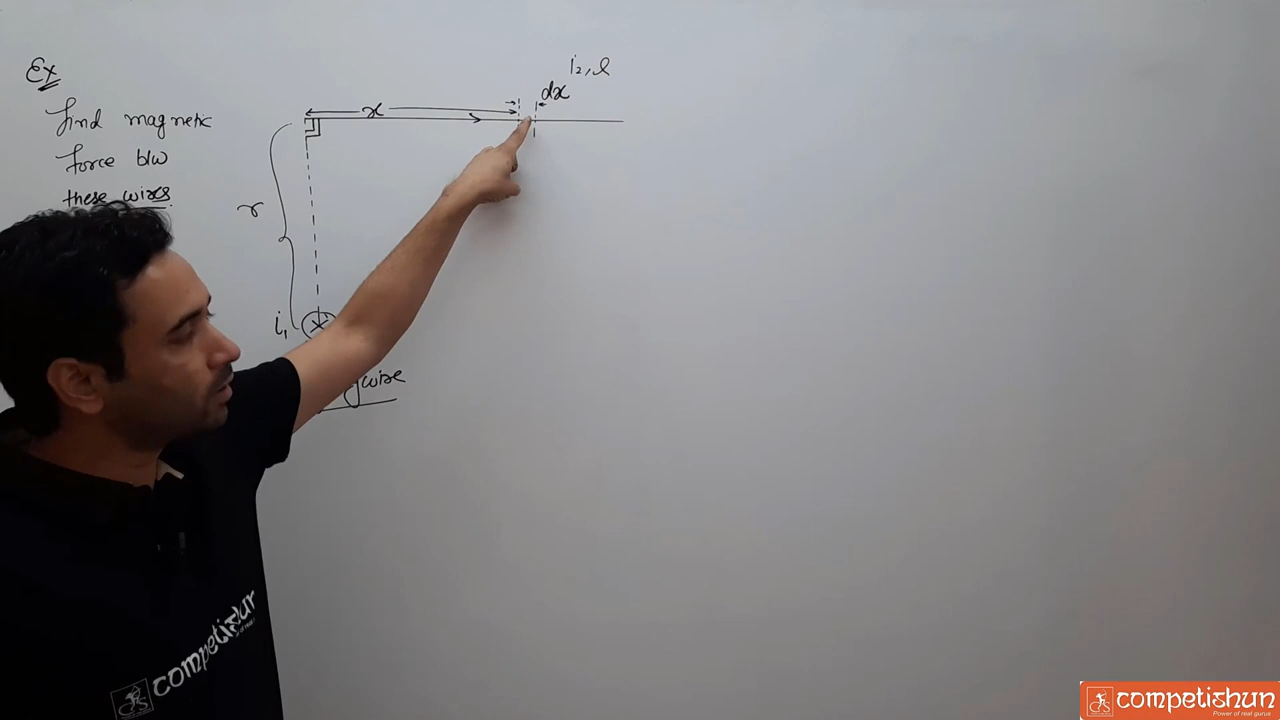 Ex
find magnetic
force b/w
these wires.
x
dx
i₂, l
r
i₁
wire
competishun
competishun
Power of real gurus